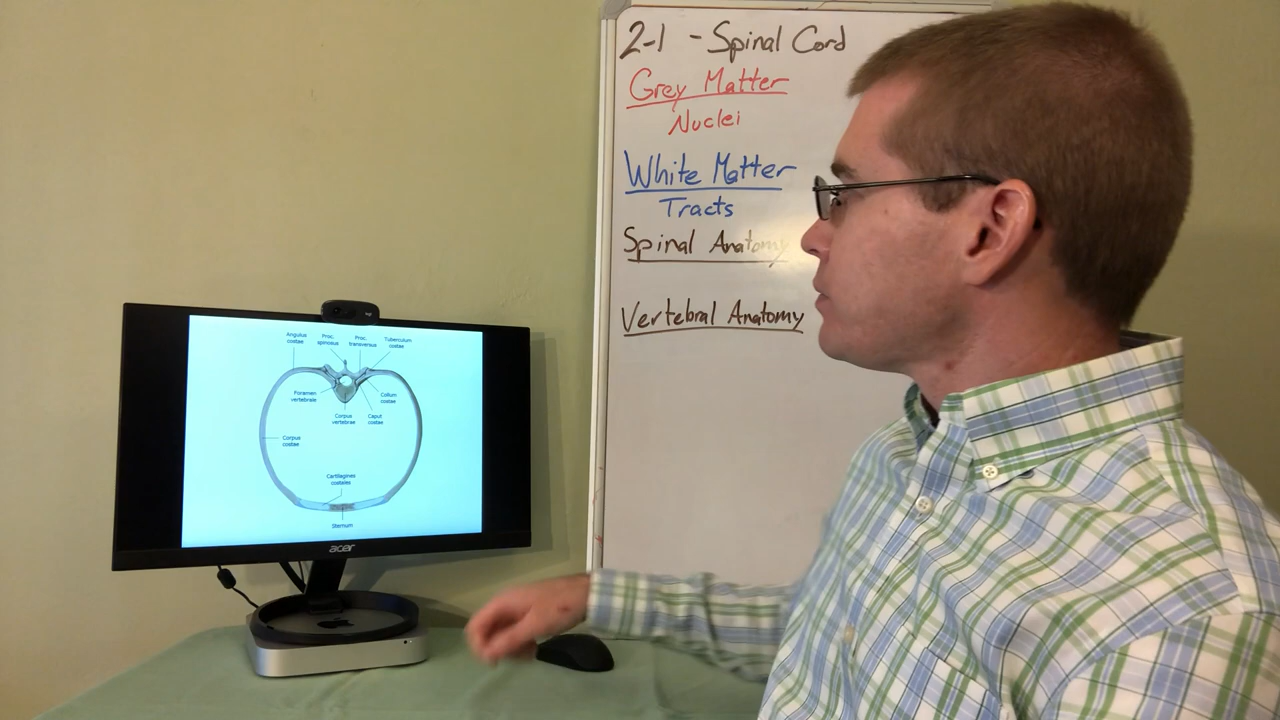 2-1 - Spinal Cord
Grey Matter
Nuclei
White Matter
Tracts
Spinal Anatomy
Vertebral Anatomy
Angulus
costae
Proc.
spinosus
Proc.
transversus
Tuberculum
costae
Foramen
vertebrale
Collum
costae
Corpus
vertebrae
Caput
costae
Corpus
costae
Cartilagines
costales
Sternum
acer